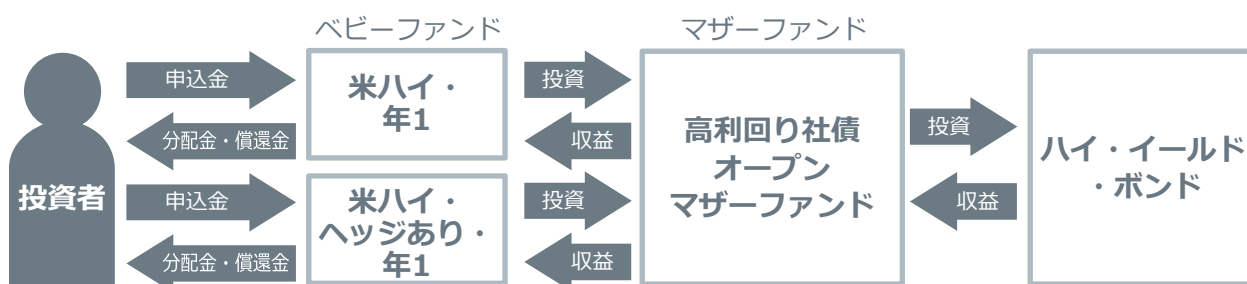 ベビーファンド
マザーファンド
投資者
申込金
分配金・償還金
申込金
分配金・償還金
米ハイ・
年1
米ハイ・
ヘッジあり・
年1
投資
収益
投資
収益
高利回り社債
オープン
マザーファンド
投資
収益
ハイ・イールド
・ボンド